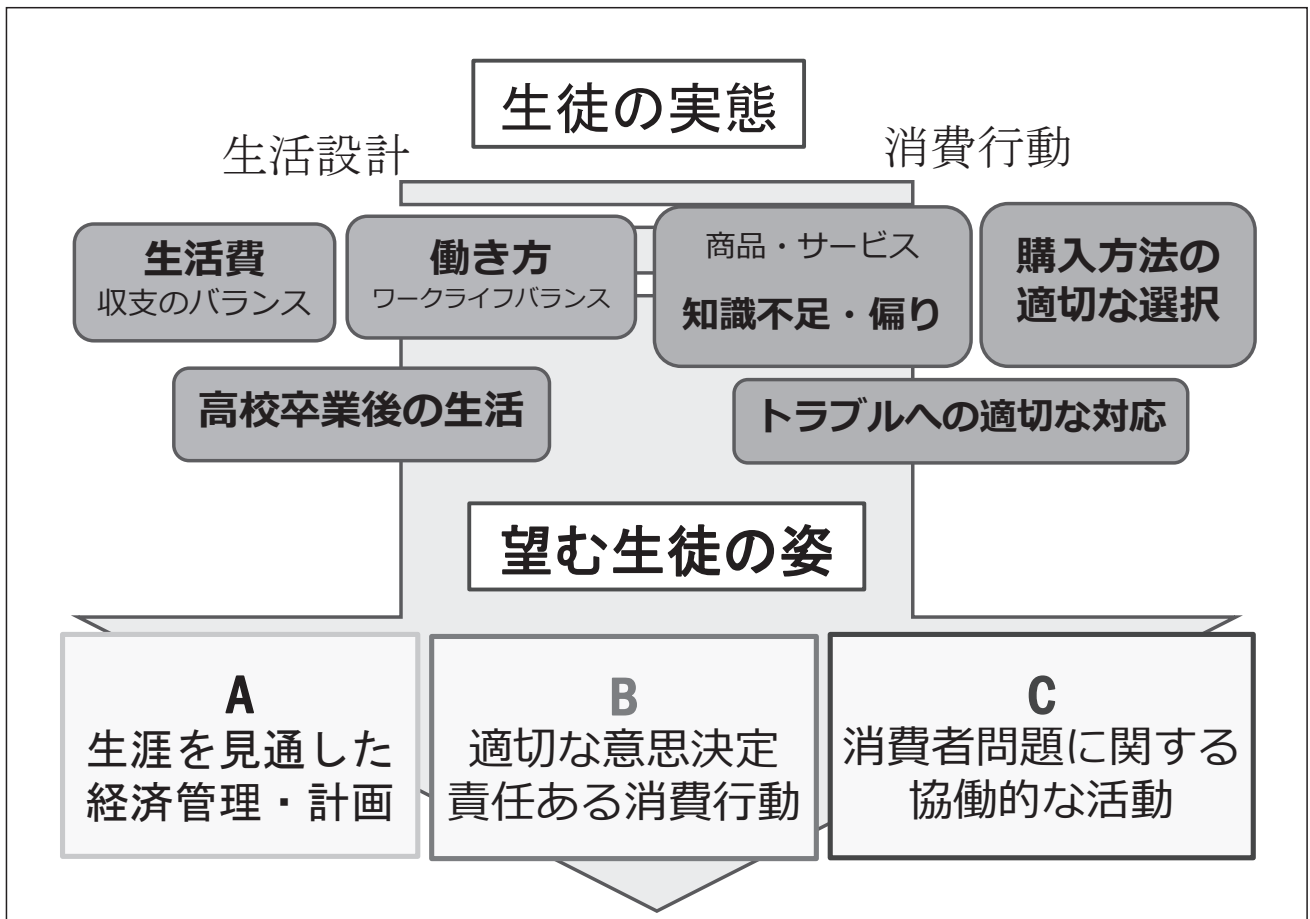 生徒の実態
生活設計
消費行動
生活費
収支のバランス
働き方
ワークライフバランス
商品・サービス
知識不足・偏り
購入方法の
適切な選択
高校卒業後の生活
トラブルへの適切な対応
望む生徒の姿
A
生涯を見通した
経済管理・計画
B
適切な意思決定
責任ある消費行動
C
消費者問題に関する
協働的な活動